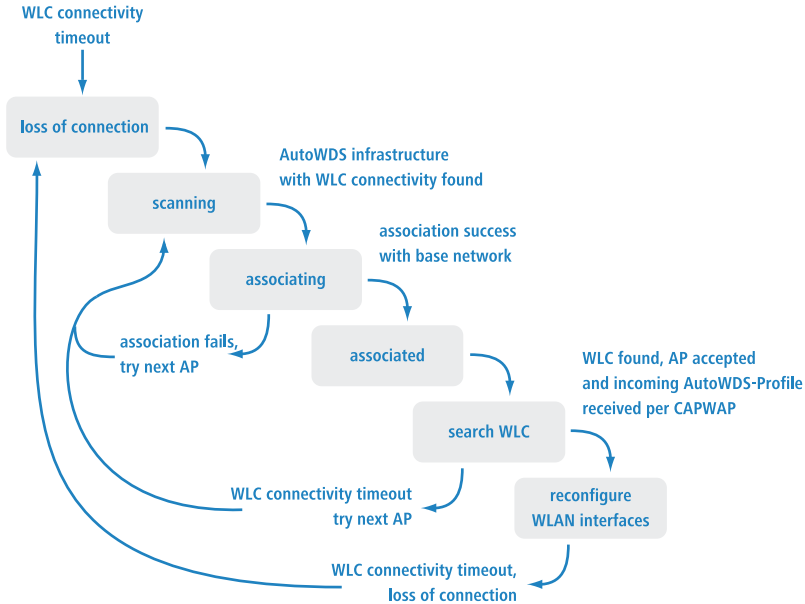 WLC connectivity
timeout
loss of connection
AutoWDS infrastructure
with WLC connectivity found
scanning
association success
with base network
associating
association fails,
try next AP
associated
WLC found, AP accepted
and incoming AutoWDS-Profile
received per CAPWAP
search WLC
WLC connectivity timeout
try next AP
reconfigure
WLAN interfaces
WLC connectivity timeout,
loss of connection